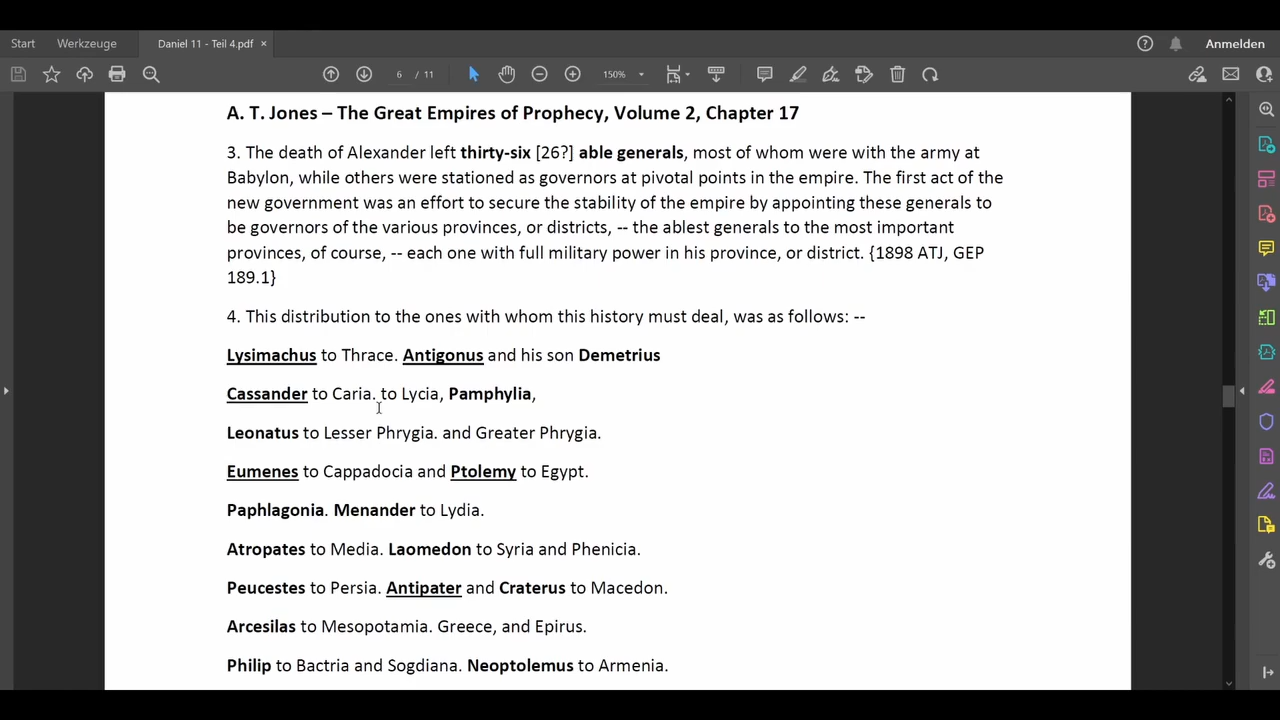 Start Werkzeuge Daniel 11 - Teil 4.pdf × Anmelden
6 / 11 150%
A. T. Jones – The Great Empires of Prophecy, Volume 2, Chapter 17
3. The death of Alexander left thirty-six [26?] able generals, most of whom were with the army at
Babylon, while others were stationed as governors at pivotal points in the empire. The first act of the
new government was an effort to secure the stability of the empire by appointing these generals to
be governors of the various provinces, or districts, -- the ablest generals to the most important
provinces, of course, -- each one with full military power in his province, or district. {1898 ATJ, GEP
189.1}
4. This distribution to the ones with whom this history must deal, was as follows: --
Lysimachus to Thrace. Antigonus and his son Demetrius
Cassander to Caria. to Lycia, Pamphylia,
Leonatus to Lesser Phrygia. and Greater Phrygia.
Eumenes to Cappadocia and Ptolemy to Egypt.
Paphlagonia. Menander to Lydia.
Atropates to Media. Laomedon to Syria and Phenicia.
Peucestes to Persia. Antipater and Craterus to Macedon.
Arcesilas to Mesopotamia. Greece, and Epirus.
Philip to Bactria and Sogdiana. Neoptolemus to Armenia.